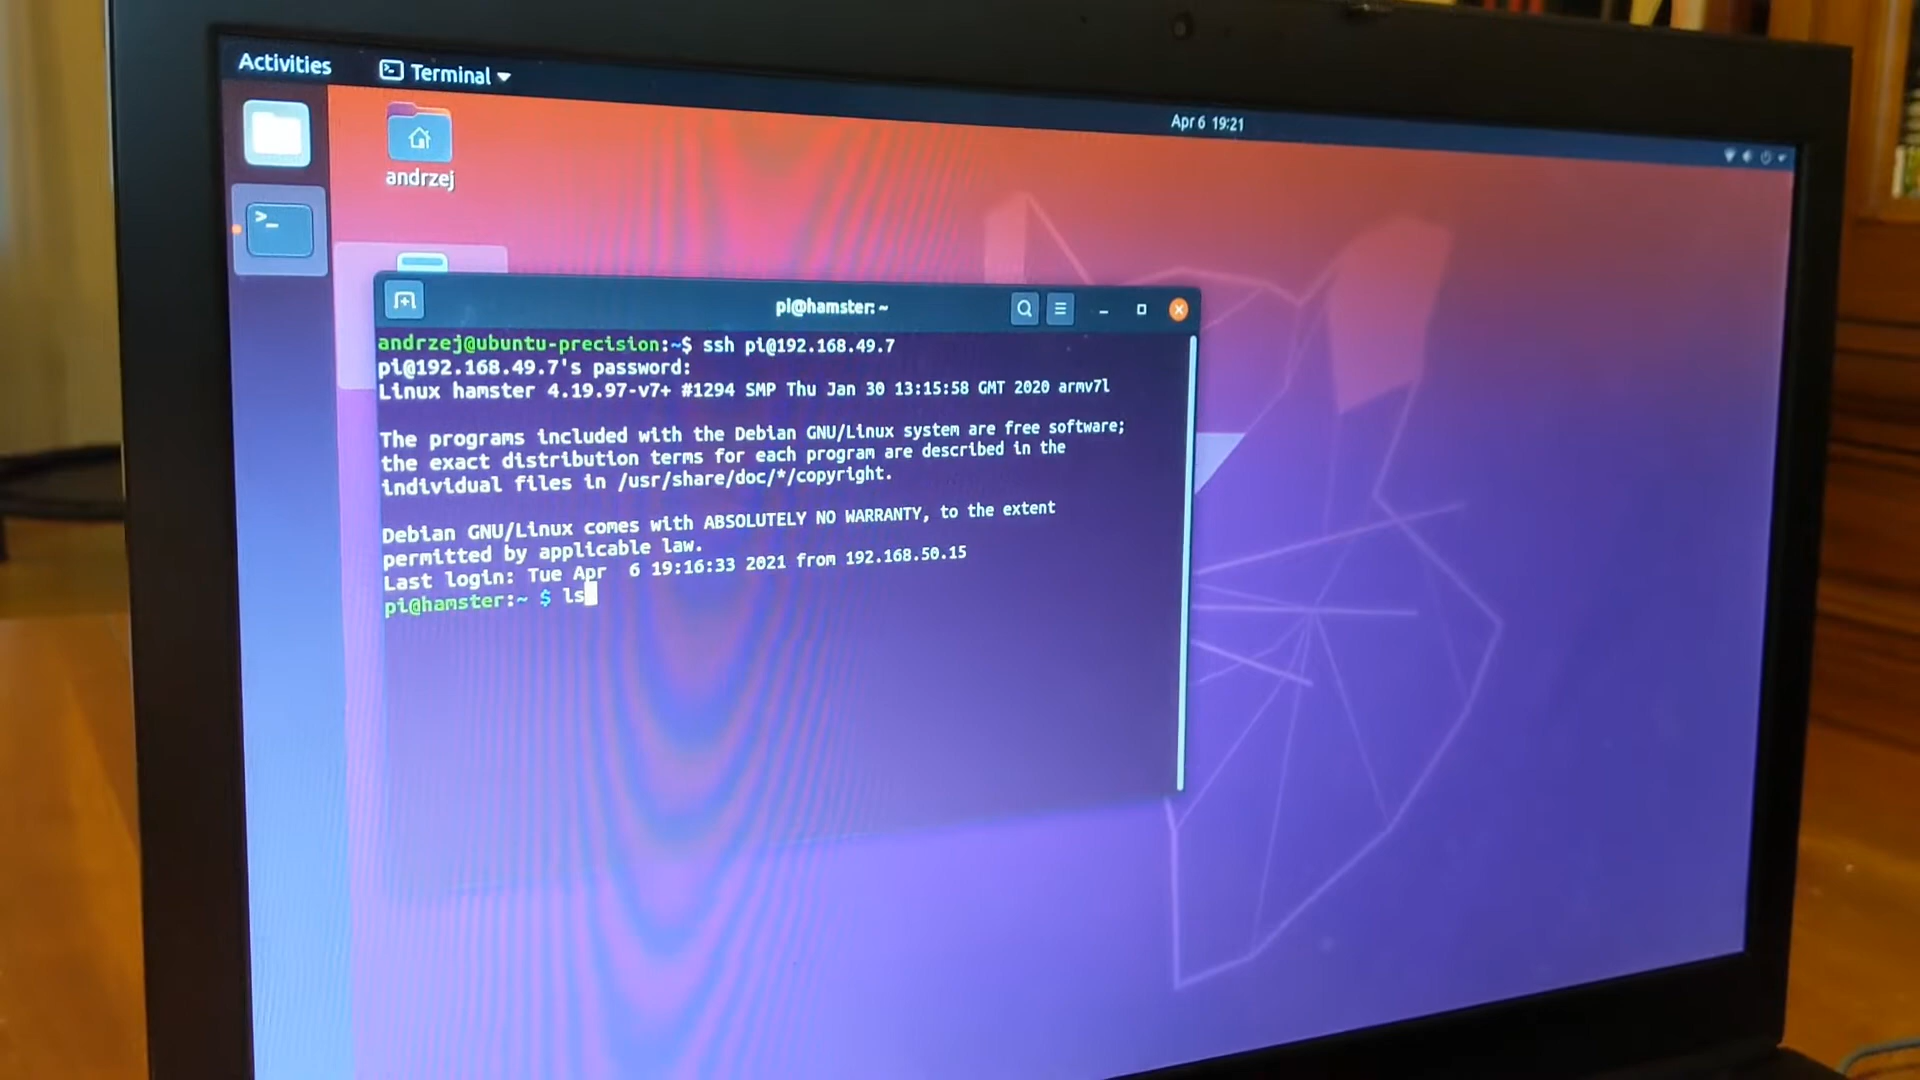 Activities
Terminal
Apr 6 19:21
andrzej
pi@hamster: ~
andrzej@ubuntu-precision:~$ ssh pi@192.168.49.7
pi@192.168.49.7's password:
Linux hamster 4.19.97-v7+ #1294 SMP Thu Jan 30 13:15:58 GMT 2020 armv7l
The programs included with the Debian GNU/Linux system are free software;
the exact distribution terms for each program are described in the
individual files in /usr/share/doc/*/copyright.
Debian GNU/Linux comes with ABSOLUTELY NO WARRANTY, to the extent
permitted by applicable law.
Last login: Tue Apr  6 19:16:33 2021 from 192.168.50.15
pi@hamster:~ $ ls